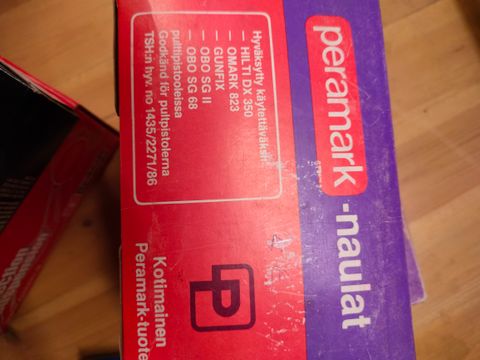 peramark -naulat
Hyväksytty käytettäväksi:
– HILTI DX 350
– OMARK 823
– GUNFIX
– OBO SG II
– OBO SG 68
pulttipistooleissa
Godkänd för pultpistolerna
TSH:n hyv. no 1435/2271/86
Kotimainen
Peramark-tuote